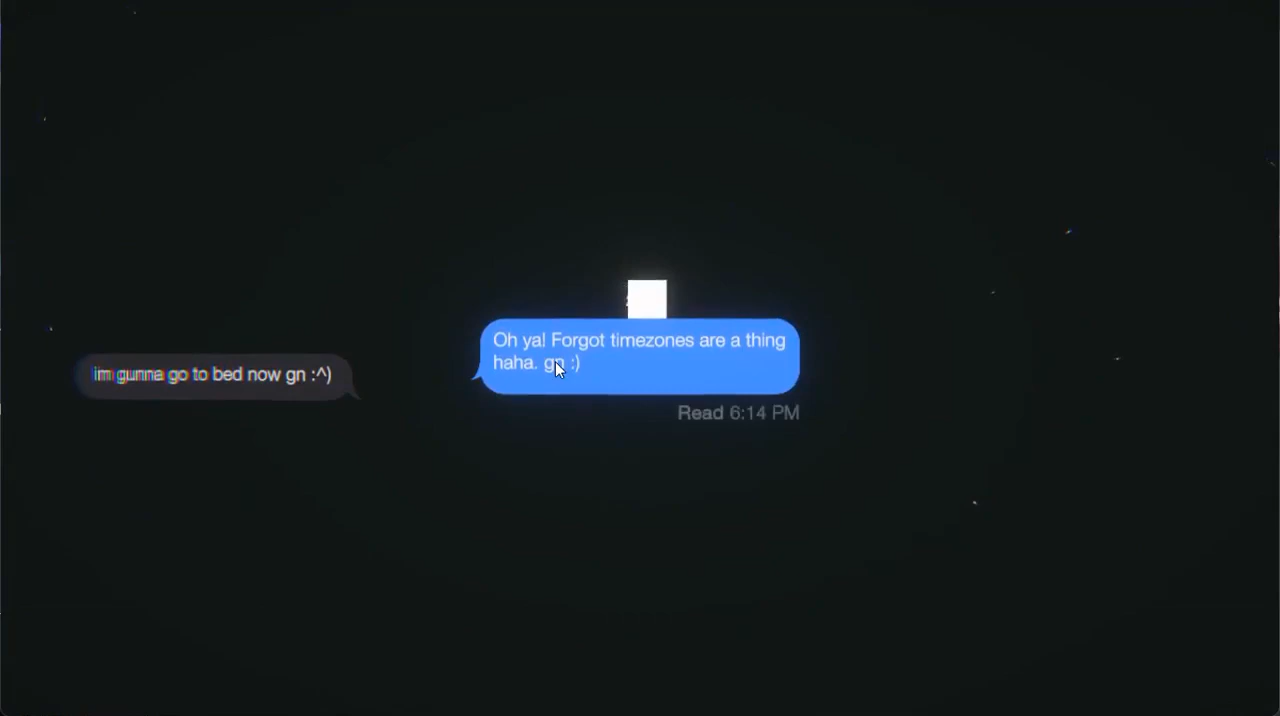 im gunna go to bed now gn :^)
Oh ya! Forgot timezones are a thing
haha. gn :)
Read 6:14 PM